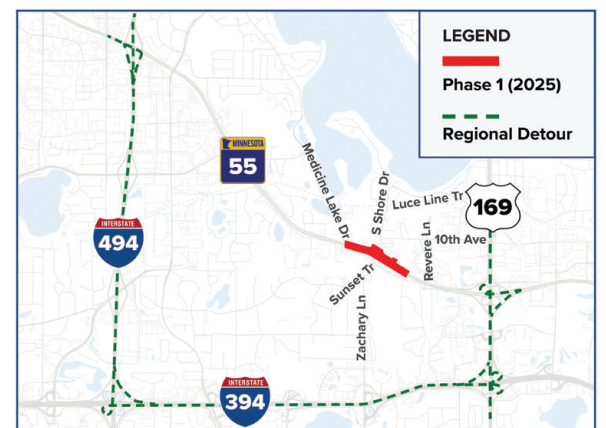 LEGEND
Phase 1 (2025)
Regional Detour
MINNESOTA
55
Medicine Lake Dr
S Shore Dr
Luce Line Tr
169
10th Ave
Revere Ln
INTERSTATE
494
Sunset Tr
Zachary Ln
INTERSTATE
394